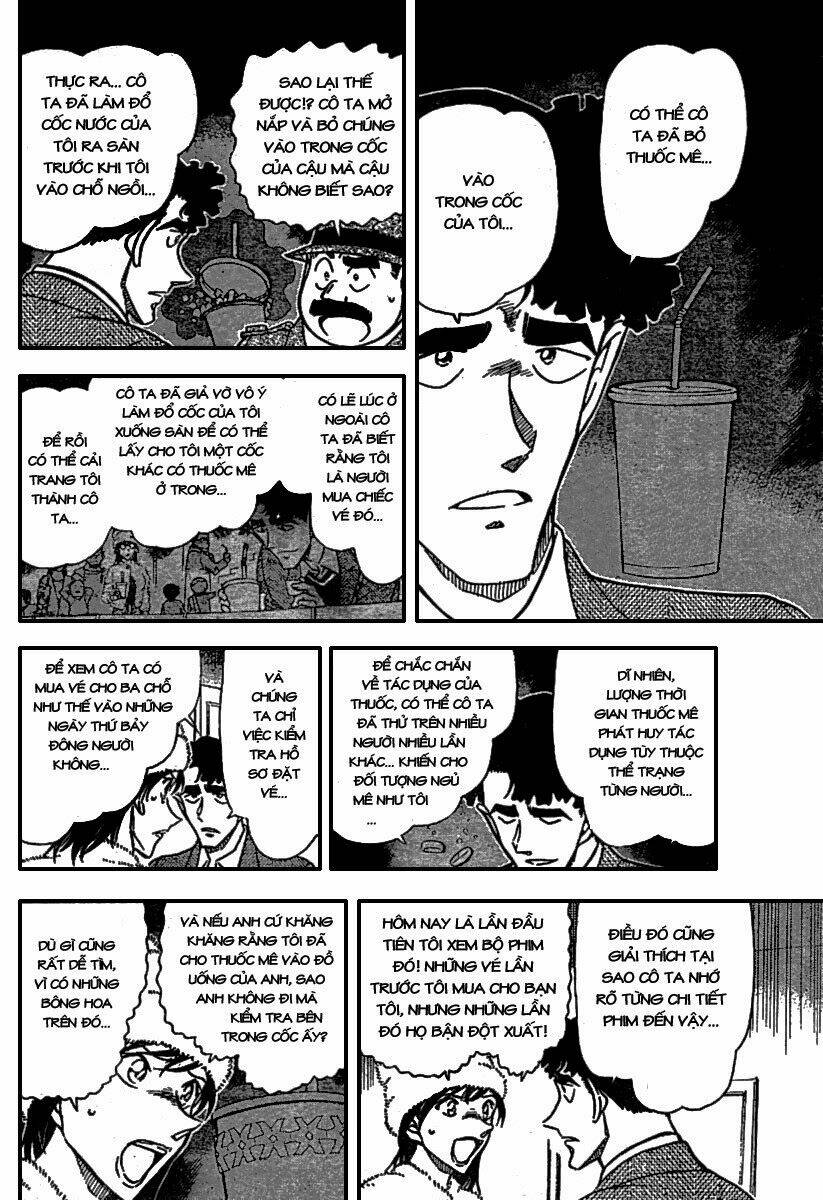 CÓ THỂ CÔ
TA ĐÃ BỎ
THUỐC MÊ...
VÀO
TRONG CỐC
CỦA TÔI...
SAO LẠI THẾ
ĐƯỢC!? CÔ TA MỞ
NẮP VÀ BỎ CHÚNG
VÀO TRONG CỐC
CỦA CẬU MÀ CẬU
KHÔNG BIẾT SAO?
THỰC RA... CÔ
TA ĐÃ LÀM ĐỔ
CỐC NƯỚC CỦA
TÔI RA SÀN
TRƯỚC KHI TÔI
VÀO CHỖ NGỒI...
CÓ LẼ LÚC Ở
NGOÀI CÔ
TA ĐÃ BIẾT
RẰNG TÔI
LÀ NGƯỜI
MUA CHIẾC
VÉ ĐÓ...
CÔ TA ĐÃ GIẢ VỜ VÔ Ý
LÀM ĐỔ CỐC CỦA TÔI
XUỐNG SÀN ĐỂ CÓ THỂ
LẤY CHO TÔI MỘT CỐC
KHÁC CÓ THUỐC MÊ
Ở TRONG...
ĐỂ RỒI
CÓ THỂ CẢI
TRANG TÔI
THÀNH CÔ
TA...
DĨ NHIÊN,
LƯỢNG THỜI
GIAN THUỐC MÊ
PHÁT HUY TÁC
DỤNG TÙY THUỘC
THỂ TRẠNG
TỪNG NGƯỜI...
ĐỂ CHẮC CHẮN
VỀ TÁC DỤNG CỦA
THUỐC, CÓ THỂ CÔ TA
ĐÃ THỬ TRÊN NHIỀU
NGƯỜI NHIỀU LẦN
KHÁC... KHIẾN CHO
ĐỐI TƯỢNG NGỦ
MÊ NHƯ TÔI
...
VÀ
CHÚNG
TA CHỈ
VIỆC KIỂM
TRA HỒ
SƠ ĐẶT
VÉ...
ĐỂ XEM CÔ TA CÓ
MUA VÉ CHO BA CHỖ
NHƯ THẾ VÀO NHỮNG
NGÀY THỨ BẢY
ĐÔNG NGƯỜI
KHÔNG...
ĐIỀU ĐÓ CŨNG
GIẢI THÍCH TẠI
SAO CÔ TA NHỚ
RÕ TỪNG CHI TIẾT
PHIM ĐẾN VẬY...
HÔM NAY LÀ LẦN ĐẦU
TIÊN TÔI XEM BỘ PHIM
ĐÓ! NHỮNG VÉ LẦN
TRƯỚC TÔI MUA CHO BẠN
TÔI, NHƯNG NHỮNG LẦN
ĐÓ HỌ BẬN ĐỘT XUẤT!
VÀ NẾU ANH CỨ KHĂNG
KHĂNG RẰNG TÔI ĐÃ
CHO THUỐC MÊ VÀO ĐỒ
UỐNG CỦA ANH, SAO
ANH KHÔNG ĐI MÀ
KIỂM TRA BÊN
TRONG CỐC ẤY?
DÙ GÌ CŨNG
RẤT DỄ TÌM,
VÌ CÓ NHỮNG
BÔNG HOA
TRÊN ĐÓ...